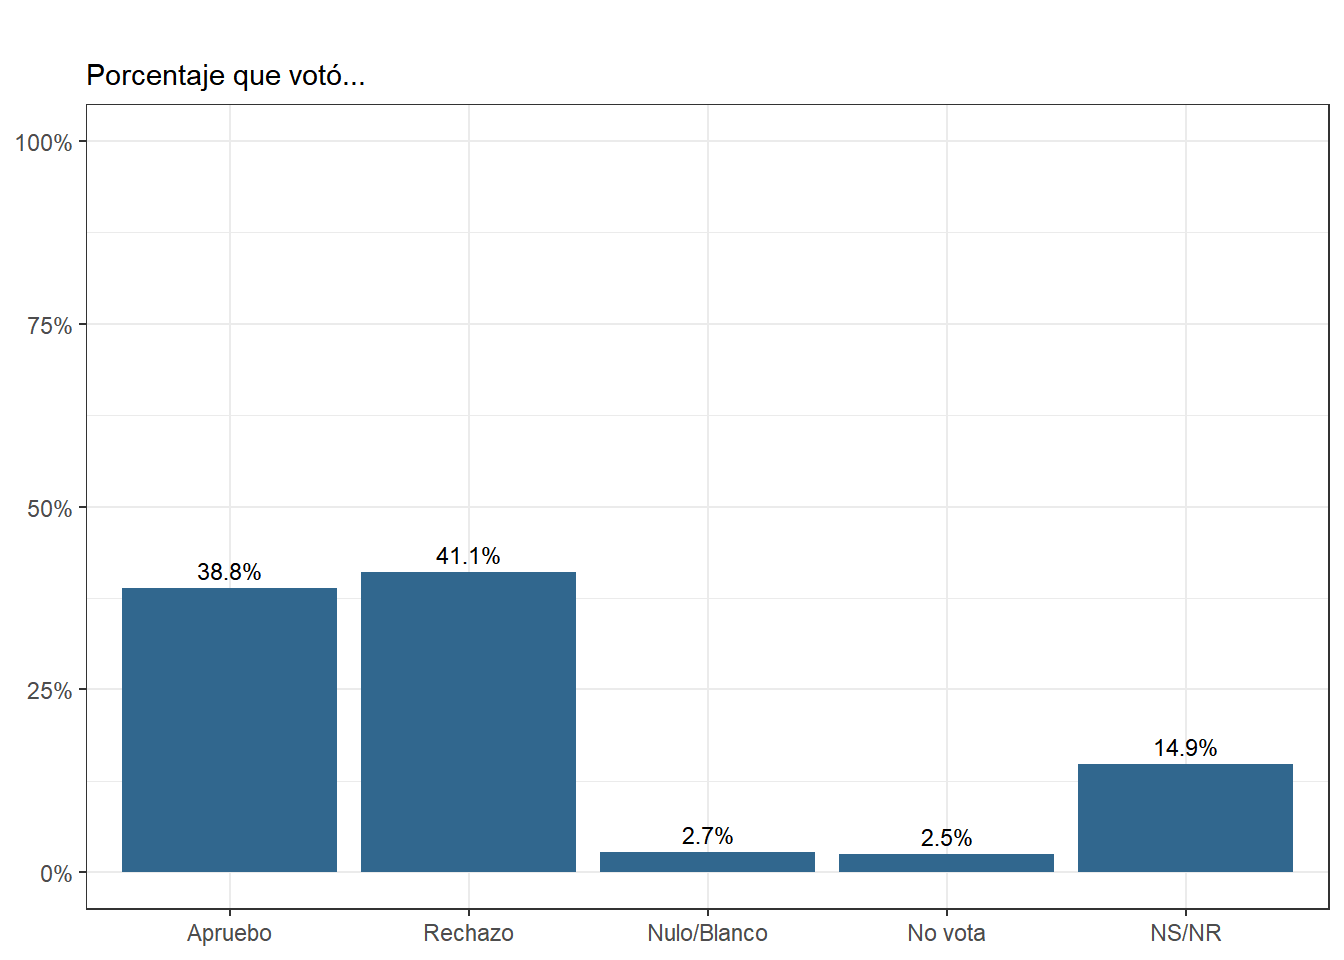 Porcentaje que votó...
100%
75%
50%
25%
0%
38.8%
41.1%
2.7%
2.5%
14.9%
Apruebo
Rechazo
Nulo/Blanco
No vota
NS/NR